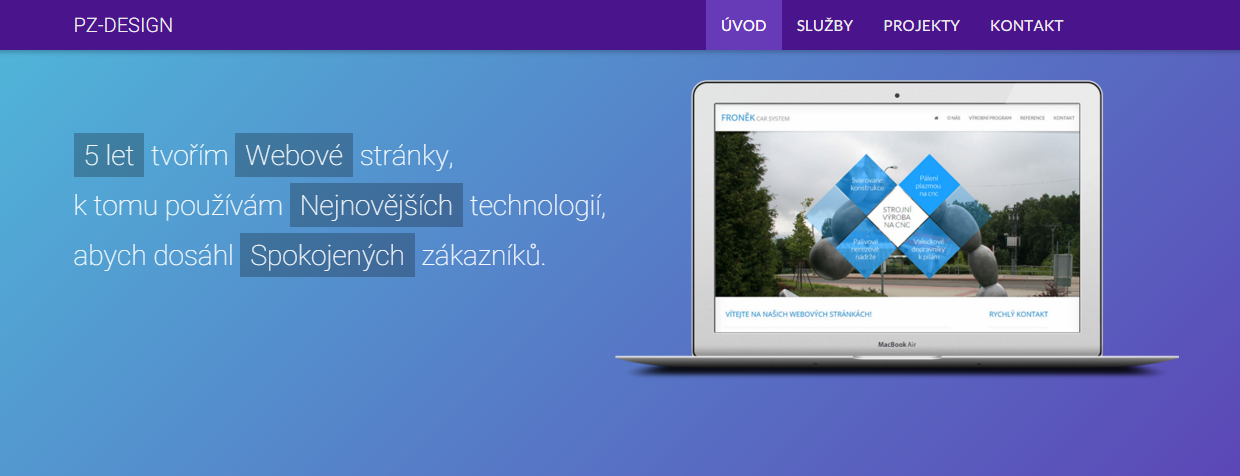 PZ-DESIGN
ÚVOD SLUŽBY PROJEKTY KONTAKT
5 let tvořím Webové stránky,
k tomu používám Nejnovějších technologií,
abych dosáhl Spokojených zákazníků.
FRONĚK CAR SYSTEM
O NÁS VÝROBNÍ PROGRAM REFERENCE KONTAKT
Svařované
konstrukce
Pálení
plazmou
na cnc
STROJNÍ
VÝROBA
NA CNC
Palivové
nerezové
nádrže
Válečkové
dopravníky
k pilám
VÍTEJTE NA NAŠICH WEBOVÝCH STRÁNKÁCH!
RYCHLÝ KONTAKT
MacBook Air